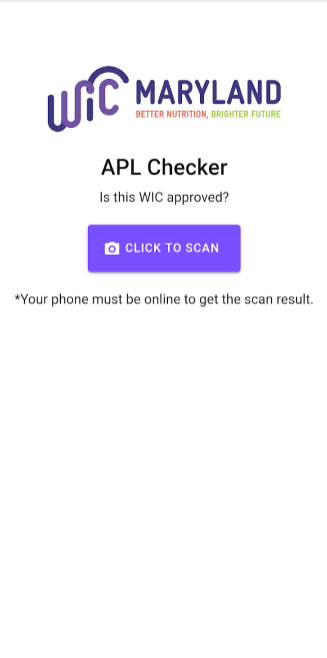 WiC MARYLAND
BETTER NUTRITION, BRIGHTER FUTURE
APL Checker
Is this WIC approved?
CLICK TO SCAN
*Your phone must be online to get the scan result.